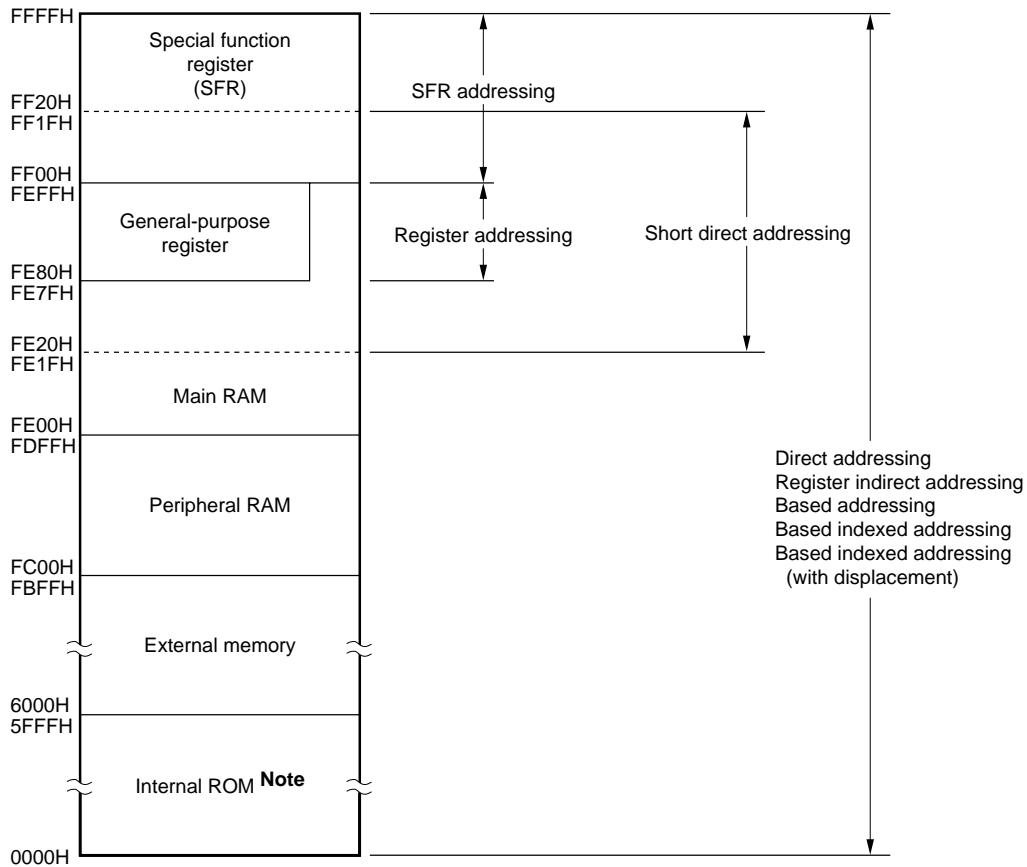 FFFFH
Special function
register
(SFR)
SFR addressing
FF20H
FF1FH
FF00H
FEFFH
General-purpose
register
Register addressing
Short direct addressing
FE80H
FE7FH
FE20H
FE1FH
Main RAM
FE00H
FDFFH
Direct addressing
Register indirect addressing
Based addressing
Based indexed addressing
Based indexed addressing
(with displacement)
Peripheral RAM
FC00H
FBFFH
External memory
6000H
5FFFH
Internal ROM Note
0000H